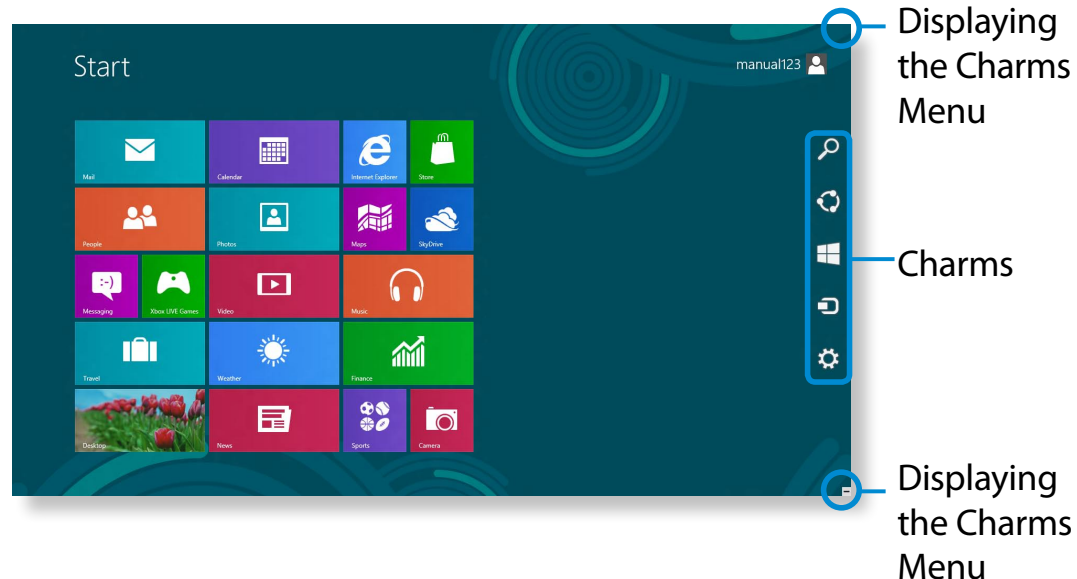 Displaying
the Charms
Menu
Start
manual123
Mail
Calendar
Internet Explorer
Store
People
Photos
Maps
SkyDrive
:-)
Messaging
Xbox LIVE Games
Video
Music
Charms
Travel
Weather
Finance
Desktop
News
Sports
Camera
Displaying
the Charms
Menu